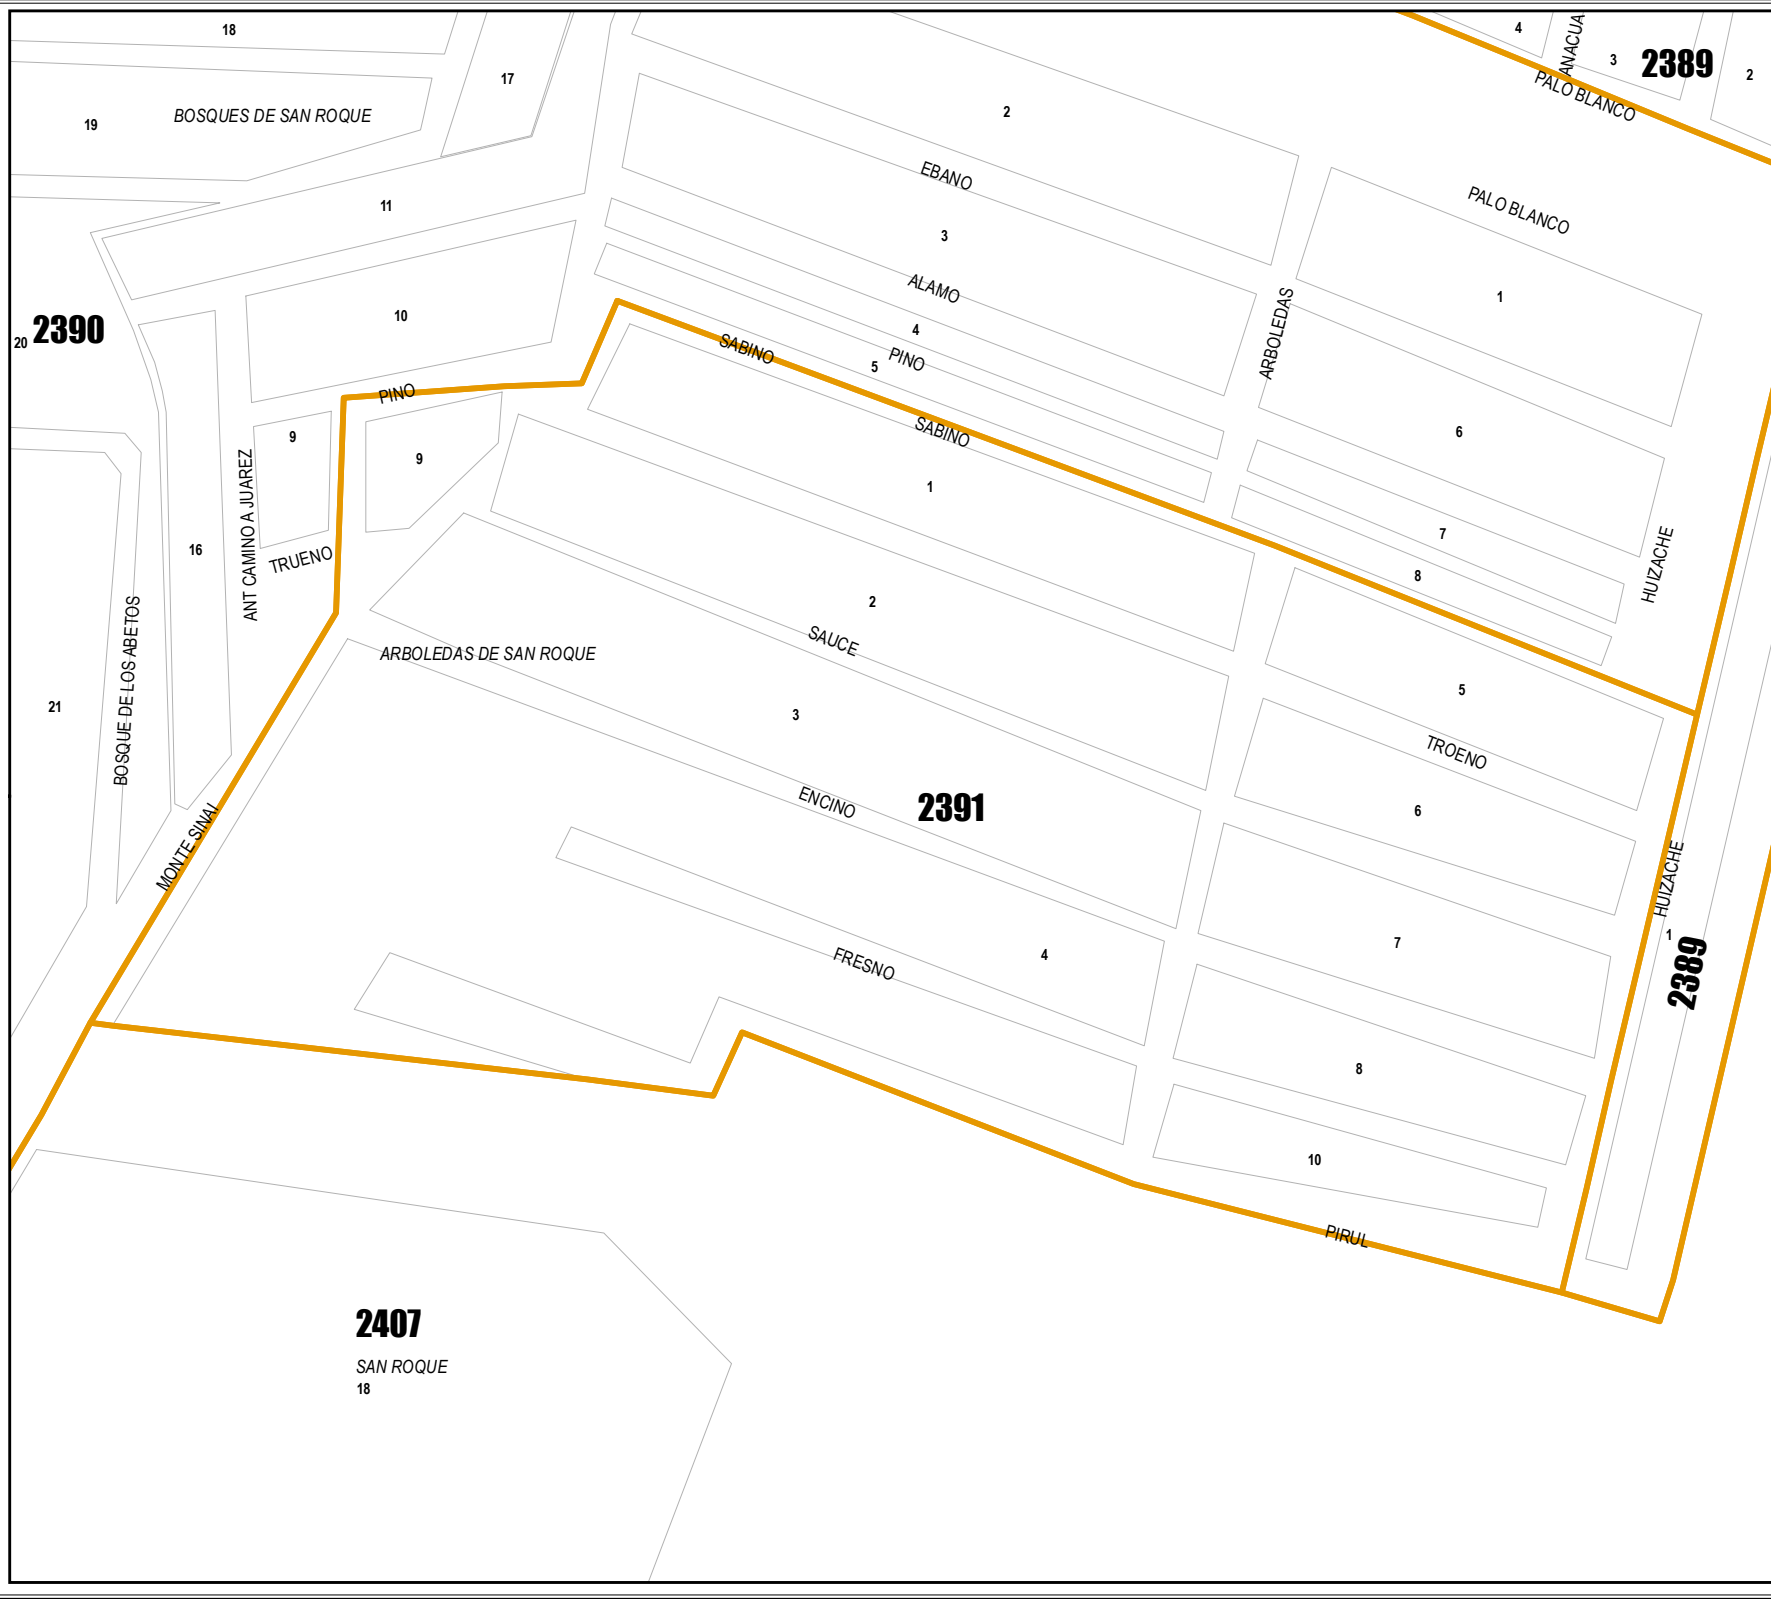 18
4
ANACUA
3
2389
2
17
PALO BLANCO
BOSQUES DE SAN ROQUE
19
2
EBANO
11
PALO BLANCO
3
ALAMO
1
10
20
2390
ARBOLEDAS
4
SABINO
PINO
5
PINO
9
SABINO
6
9
1
ANT CAMINO A JUAREZ
7
16
TRUENO
HUIZACHE
8
2
SAUCE
BOSQUE DE LOS ABETOS
ARBOLEDAS DE SAN ROQUE
5
21
3
TROENO
ENCINO
2391
6
MONTE SINAI
HUIZACHE
1
7
4
FRESNO
2389
8
10
PIRUL
2407
SAN ROQUE
18